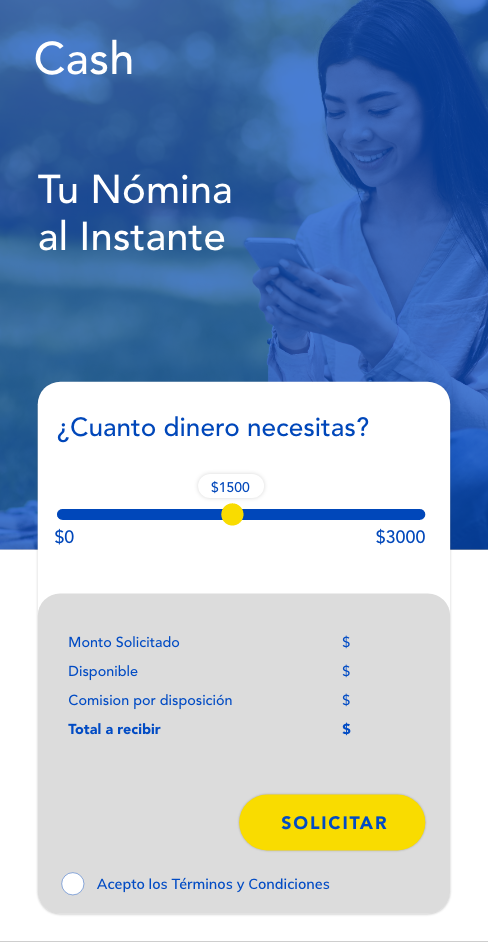 Cash
Tu Nómina
al Instante
¿Cuanto dinero necesitas?
$1500
$0 $3000
Monto Solicitado $
Disponible $
Comision por disposición $
Total a recibir $
SOLICITAR
Acepto los Términos y Condiciones